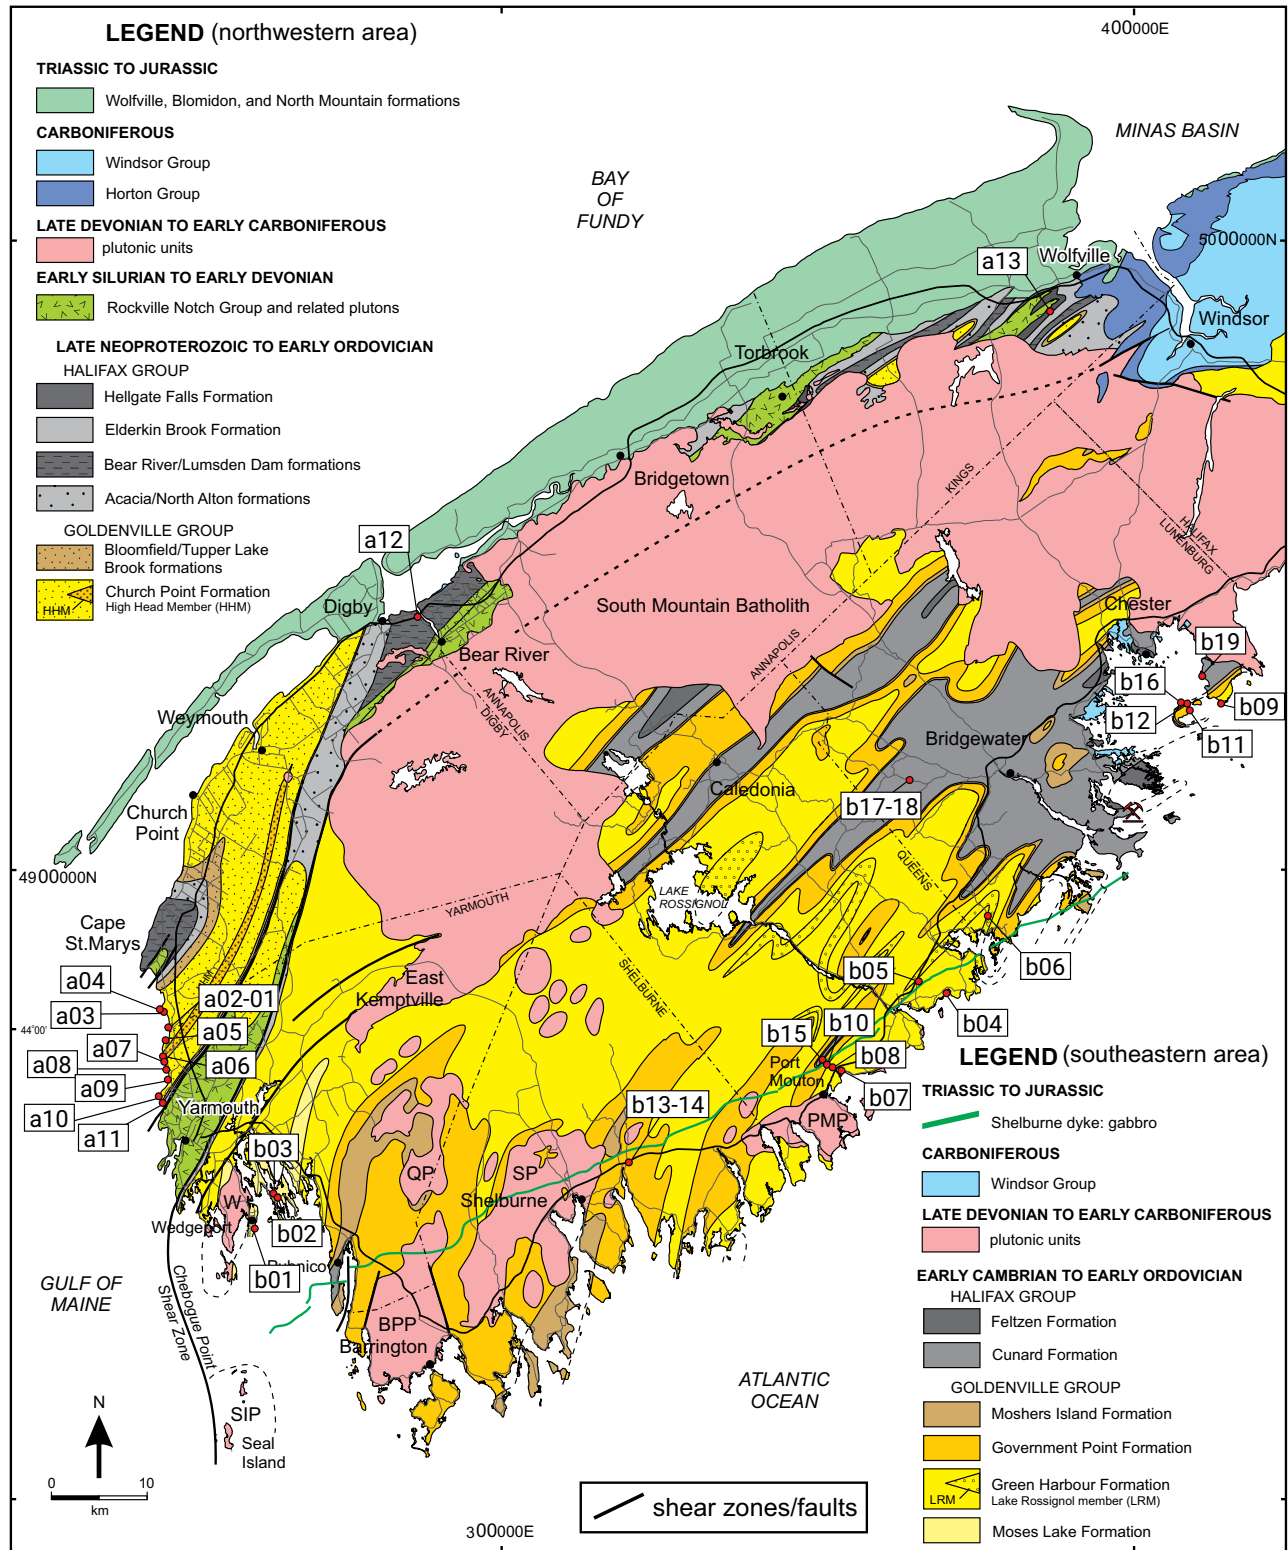 LEGEND (northwestern area)
TRIASSIC TO JURASSIC
Wolfville, Blomidon, and North Mountain formations
CARBONIFEROUS
Windsor Group
Horton Group
LATE DEVONIAN TO EARLY CARBONIFEROUS
plutonic units
EARLY SILURIAN TO EARLY DEVONIAN
Rockville Notch Group and related plutons
LATE NEOPROTEROZOIC TO EARLY ORDOVICIAN
HALIFAX GROUP
Hellgate Falls Formation
Elderkin Brook Formation
Bear River/Lumsden Dam formations
Acacia/North Alton formations
GOLDENVILLE GROUP
Bloomfield/Tupper Lake
Brook formations
Church Point Formation
HHM
High Head Member (HHM)
400000E
MINAS BASIN
BAY
OF
FUNDY
5000000N
a13
Wolfville
Windsor
Torbrook
Bridgetown
KINGS
HALIFAX
LUNENBURG
a12
Digby
South Mountain Batholith
Chester
Bear River
ANNAPOLIS
ANNAPOLIS
DIGBY
b19
b16
b09
b12
b11
Weymouth
Bridgewater
Caledonia
b17-18
Church
Point
QUEENS
4900000N
LAKE
ROSSIGNOL
YARMOUTH
Cape
St.Marys
SHELBURNE
East
Kemptville
b05
b06
a04
HM
a02-01
a03
b04
44°00'
a05
b10
a07
b15
b08
a08
a06
Port
Mouton
b07
a09
a10
Yarmouth
b13-14
a11
PMP
b03
QP
SP
Shelburne
W
Wedgeport
b02
b01
Pubnico
GULF OF
MAINE
Chebogue Point
Shear Zone
BPP
Barrington
ATLANTIC
OCEAN
SIP
Seal
Island
N
0 10
km
300000E
shear zones/faults
LEGEND (southeastern area)
TRIASSIC TO JURASSIC
Shelburne dyke: gabbro
CARBONIFEROUS
Windsor Group
LATE DEVONIAN TO EARLY CARBONIFEROUS
plutonic units
EARLY CAMBRIAN TO EARLY ORDOVICIAN
HALIFAX GROUP
Feltzen Formation
Cunard Formation
GOLDENVILLE GROUP
Moshers Island Formation
Government Point Formation
Green Harbour Formation
LRM
Lake Rossignol member (LRM)
Moses Lake Formation